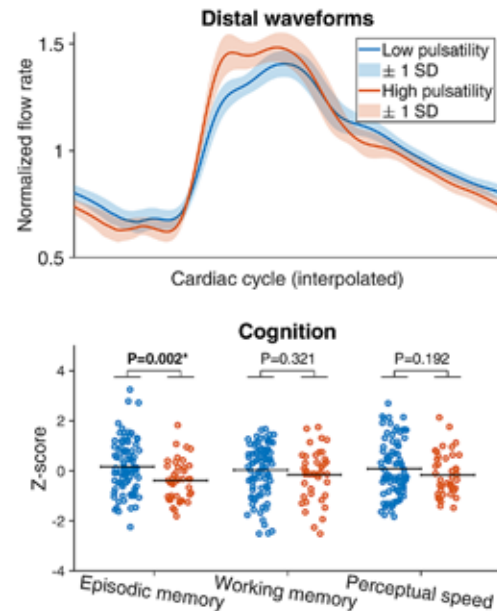 Distal waveforms
1.5
1
0.5
Normalized flow rate
Low pulsatility
± 1 SD
High pulsatility
± 1 SD
Cardiac cycle (interpolated)
Cognition
P=0.002*
P=0.321
P=0.192
4
2
0
-2
-4
Z-score
Episodic memory
Working memory
Perceptual speed